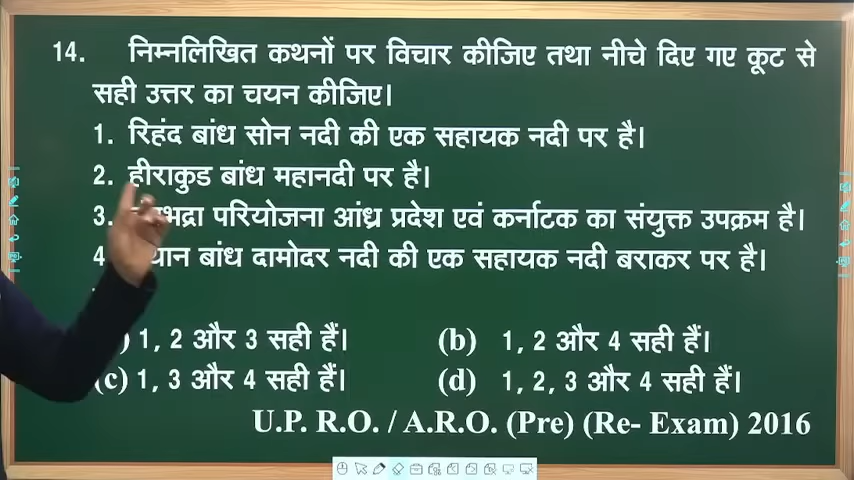 14. निम्नलिखित कथनों पर विचार कीजिए तथा नीचे दिए गए कूट से
सही उत्तर का चयन कीजिए।
1. रिहंद बांध सोन नदी की एक सहायक नदी पर है।
2. हीराकुड बांध महानदी पर है।
3. परियोजना आंध्र प्रदेश एवं कर्नाटक का संयुक्त उपक्रम है।
4 बांध दामोदर नदी की एक सहायक नदी बराकर पर है।
) 1, 2 और 3 सही हैं। (b) 1, 2 और 4 सही हैं।
(c) 1, 3 और 4 सही हैं। (d) 1, 2, 3 और 4 सही हैं।
U.P. R.O. / A.R.O. (Pre) (Re- Exam) 2016